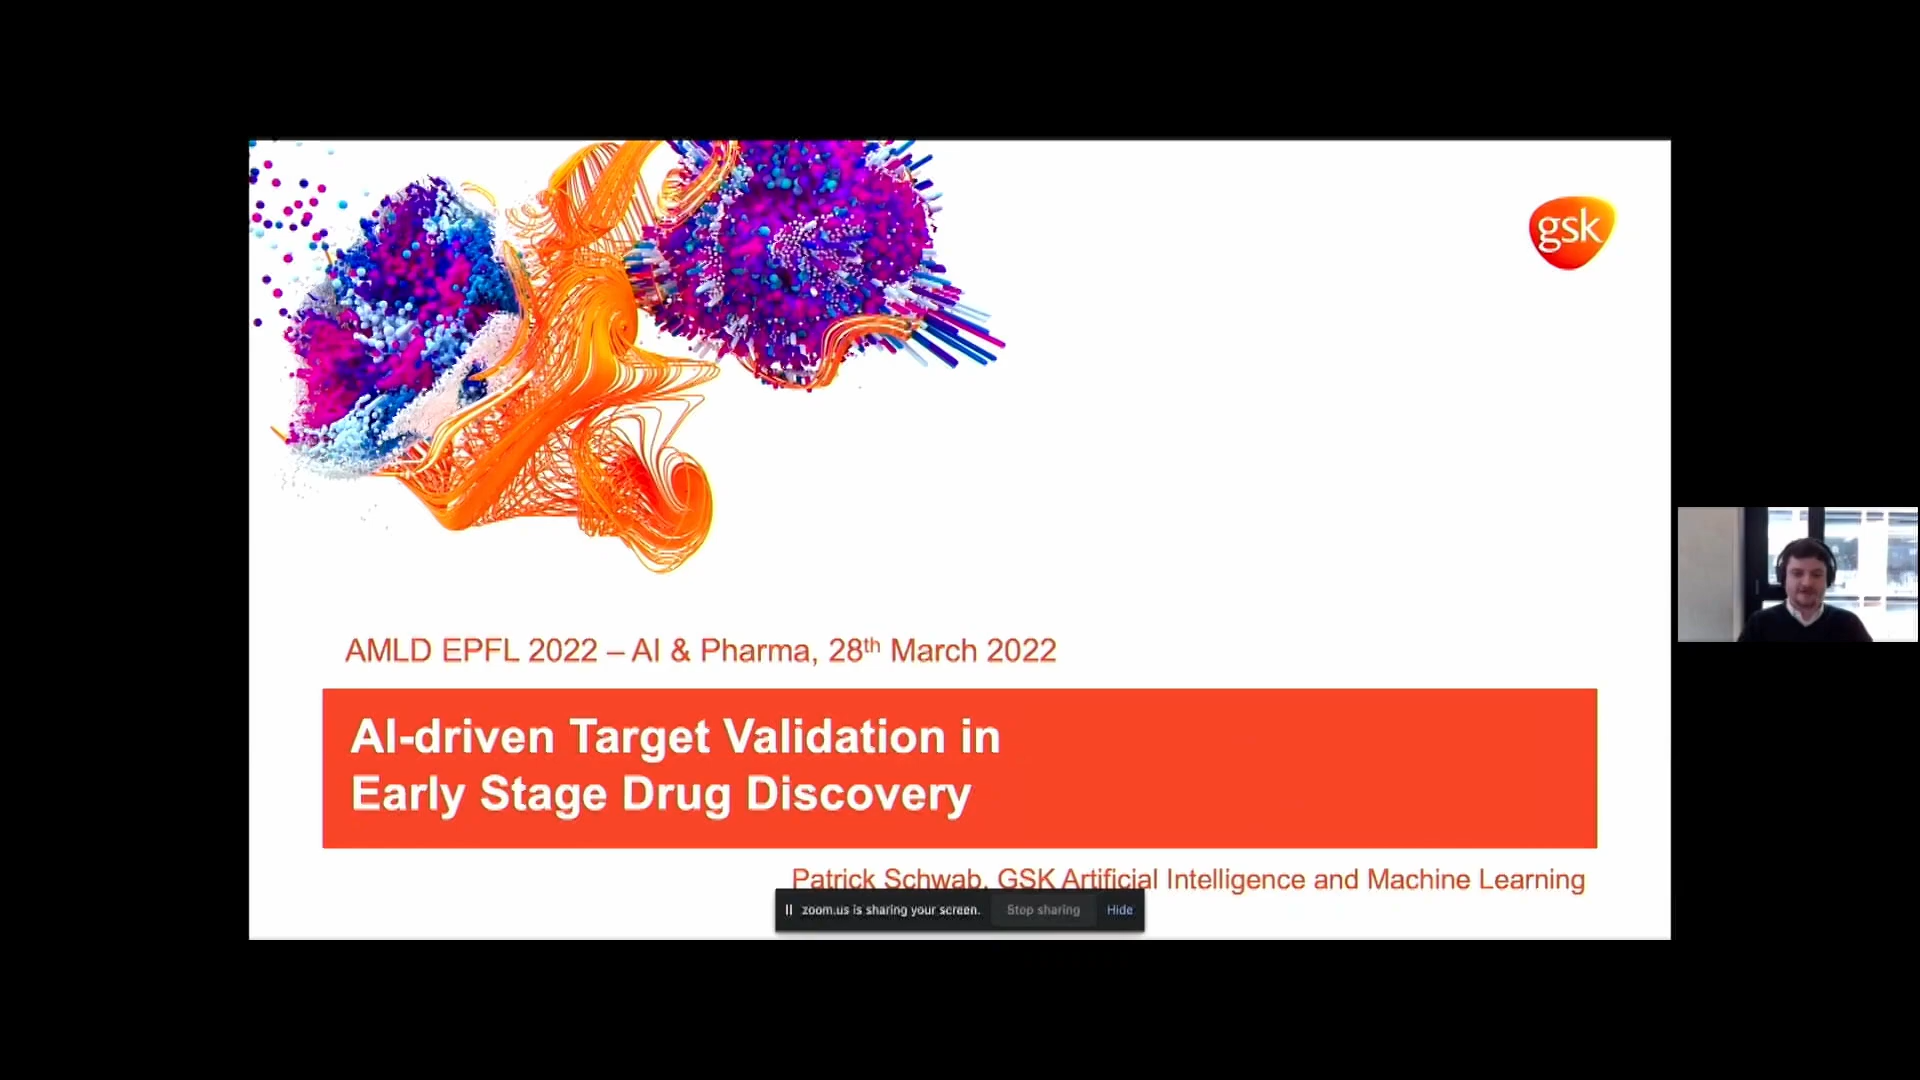 gsk
AMLD EPFL 2022 – AI & Pharma, 28th March 2022
AI-driven Target Validation in
Early Stage Drug Discovery
Patrick Schwab, GSK Artificial Intelligence and Machine Learning
zoom.us is sharing your screen. Stop sharing Hide